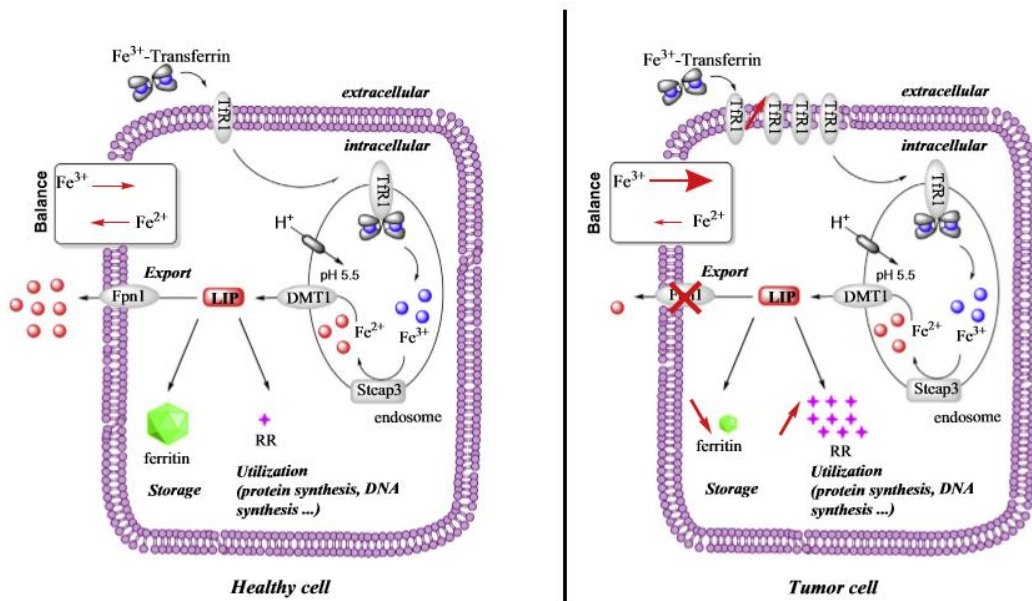 Fe³⁺-Transferrin
TfR1
extracellular
intracellular
TfR1
Balance
Fe³⁺
Fe²⁺
H⁺
pH 5.5
Export
Fpn1
LIP
DMT1
Fe²⁺
Fe³⁺
Steap3
endosome
ferritin
RR
Storage
Utilization
(protein synthesis, DNA
synthesis ...)
Healthy cell
Fe³⁺-Transferrin
TfR1
TfR1
TfR1
TfR1
extracellular
intracellular
TfR1
Balance
Fe³⁺
Fe²⁺
H⁺
pH 5.5
Export
Fpn1
LIP
DMT1
Fe²⁺
Fe³⁺
Steap3
endosome
ferritin
RR
Storage
Utilization
(protein synthesis, DNA
synthesis ...)
Tumor cell